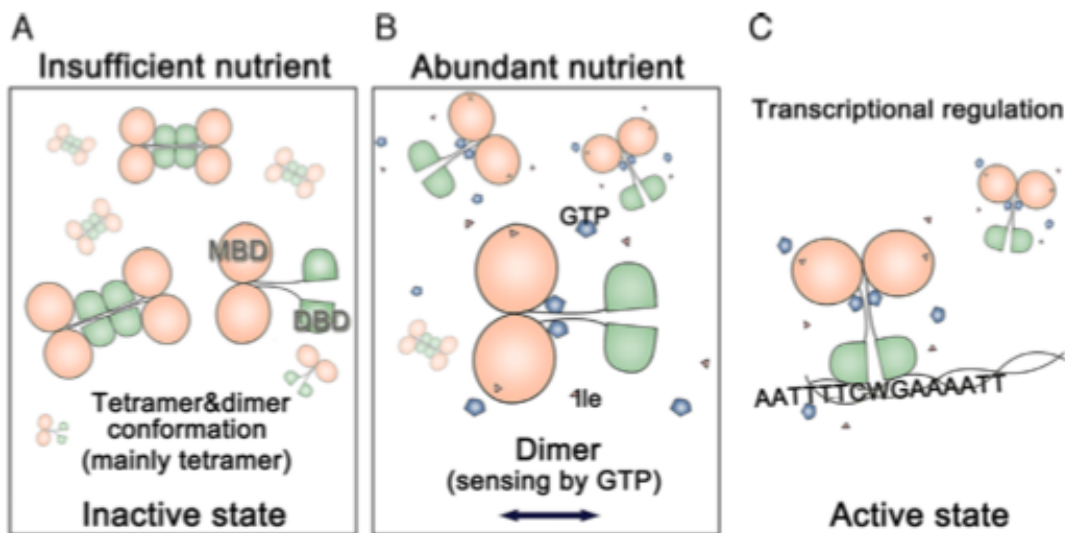 A
Insufficient nutrient
MBD
DBD
Tetramer&dimer
conformation
(mainly tetramer)
Inactive state
B
Abundant nutrient
GTP
Ile
Dimer
(sensing by GTP)
C
Transcriptional regulation
AATTTTCWGAAAATT
Active state